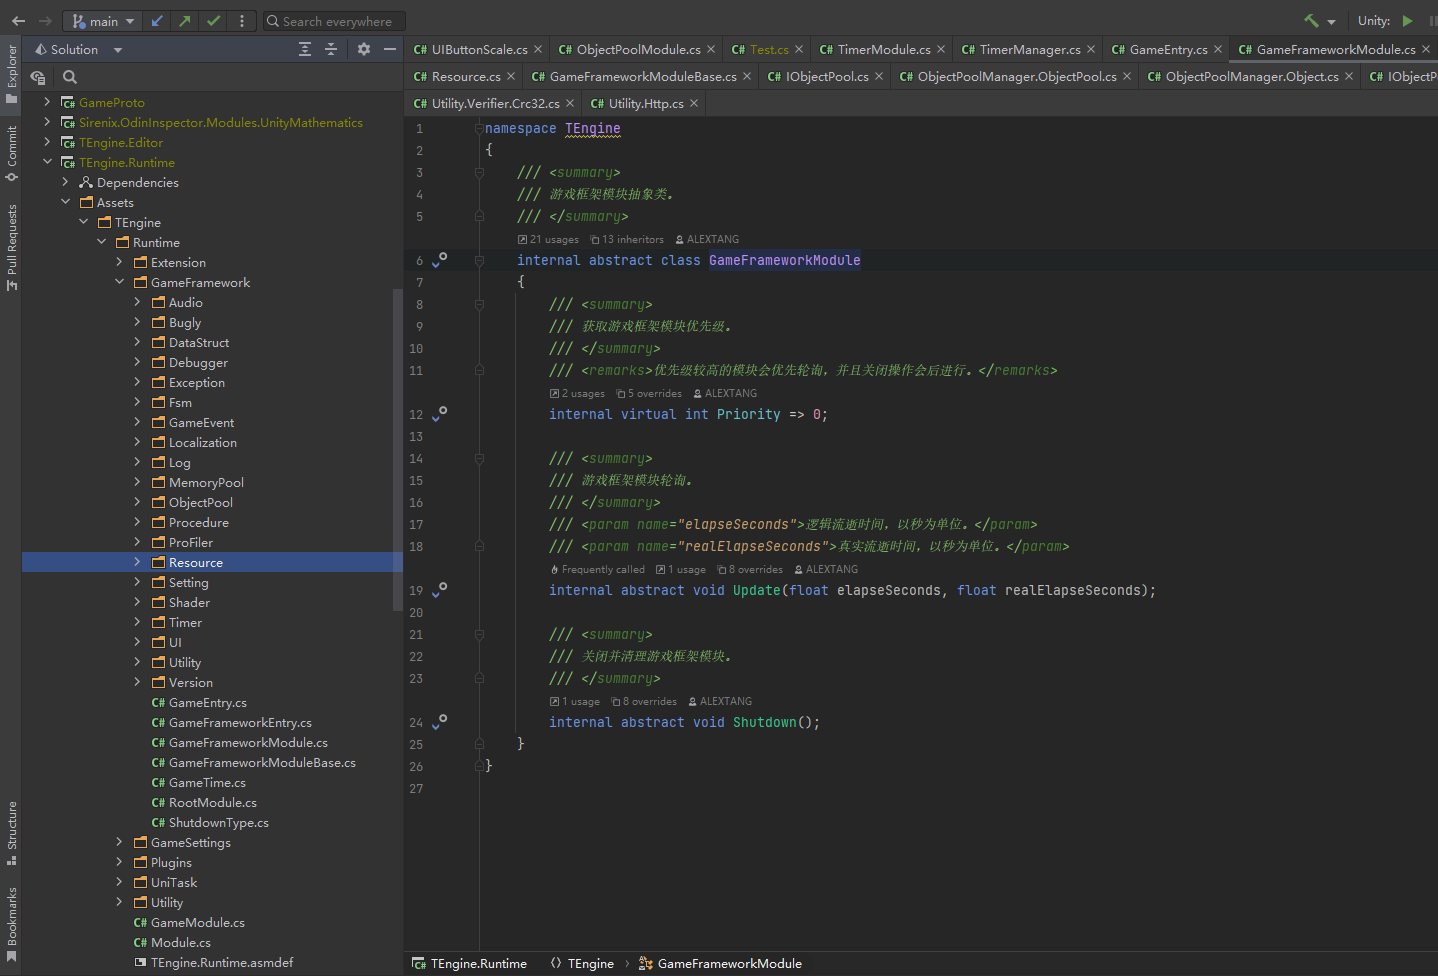 main
Search everywhere
Unity:
Solution
UIButtonScale.cs
ObjectPoolModule.cs
Test.cs
TimerModule.cs
TimerManager.cs
GameEntry.cs
GameFrameworkModule.cs
Resource.cs
GameFrameworkModuleBase.cs
IObjectPool.cs
ObjectPoolManager.ObjectPool.cs
ObjectPoolManager.Object.cs
IObjectP
Utility.Verifier.Crc32.cs
Utility.Http.cs
Explorer
Commit
Pull Requests
Structure
Bookmarks
GameProto
Sirenix.OdinInspector.Modules.UnityMathematics
TEngine.Editor
TEngine.Runtime
Dependencies
Assets
TEngine
Runtime
Extension
GameFramework
Audio
Bugly
DataStruct
Debugger
Exception
Fsm
GameEvent
Localization
Log
MemoryPool
ObjectPool
Procedure
ProFiler
Resource
Setting
Shader
Timer
UI
Utility
Version
C# GameEntry.cs
C# GameFrameworkEntry.cs
C# GameFrameworkModule.cs
C# GameFrameworkModuleBase.cs
C# GameTime.cs
C# RootModule.cs
C# ShutdownType.cs
GameSettings
Plugins
UniTask
Utility
C# GameModule.cs
C# Module.cs
TEngine.Runtime.asmdef
1 namespace TEngine
2 {
3 /// <summary>
4 /// 游戏框架模块抽象类。
5 /// </summary>
21 usages 13 inheritors ALEXTANG
6 internal abstract class GameFrameworkModule
7 {
8 /// <summary>
9 /// 获取游戏框架模块优先级。
10 /// </summary>
11 /// <remarks>优先级较高的模块会优先轮询，并且关闭操作会后进行。</remarks>
2 usages 5 overrides ALEXTANG
12 internal virtual int Priority => 0;
13
14 /// <summary>
15 /// 游戏框架模块轮询。
16 /// </summary>
17 /// <param name="elapseSeconds">逻辑流逝时间，以秒为单位。</param>
18 /// <param name="realElapseSeconds">真实流逝时间，以秒为单位。</param>
Frequently called 1 usage 8 overrides ALEXTANG
19 internal abstract void Update(float elapseSeconds, float realElapseSeconds);
20
21 /// <summary>
22 /// 关闭并清理游戏框架模块。
23 /// </summary>
1 usage 8 overrides ALEXTANG
24 internal abstract void Shutdown();
25 }
26 }
27
TEngine.Runtime
TEngine
GameFrameworkModule